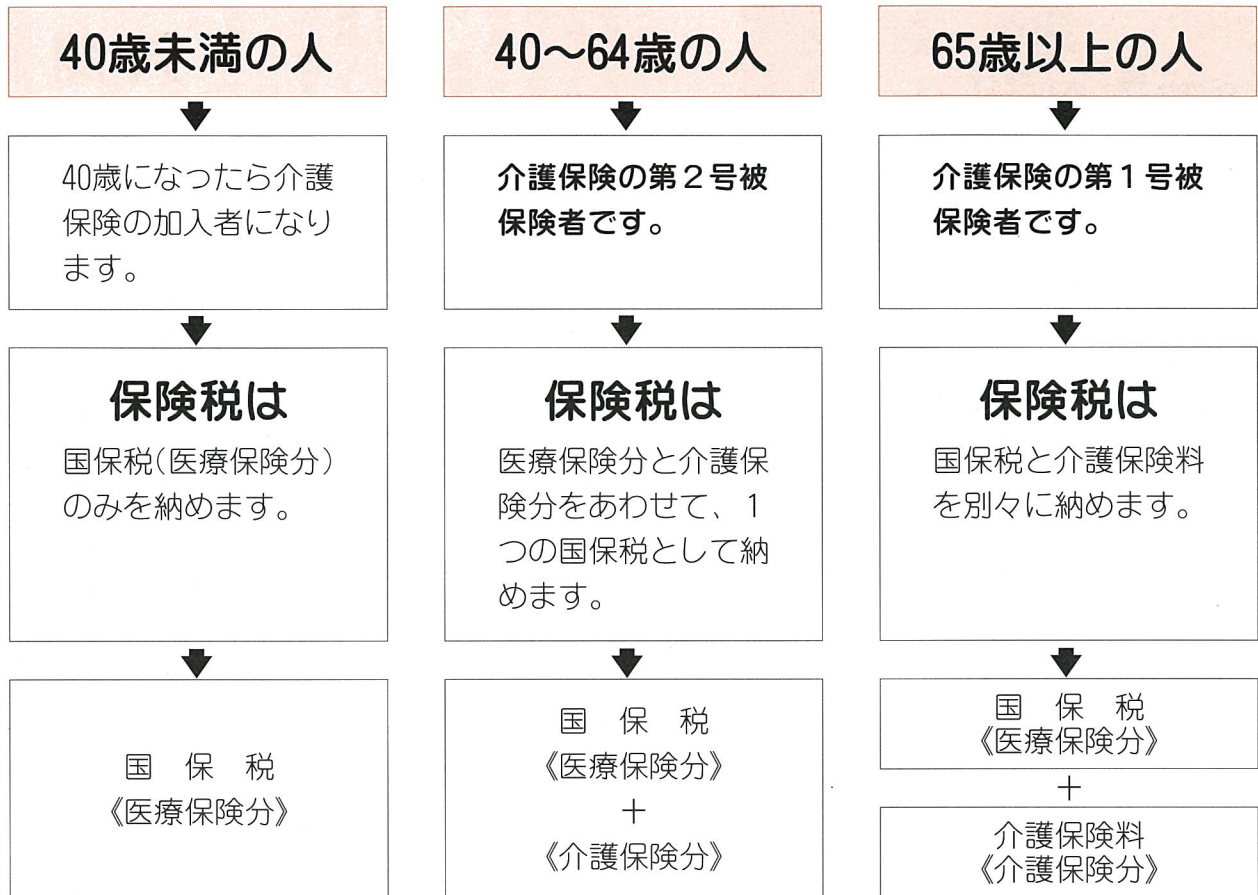 40歳未満の人
40歳になったら介護
保険の加入者になり
ます。
保険税は
国保税(医療保険分)
のみを納めます。
国　保　税
《医療保険分》
40〜64歳の人
介護保険の第２号被
保険者です。
保険税は
医療保険分と介護保
険分をあわせて、1
つの国保税として納
めます。
国　保　税
《医療保険分》
＋
《介護保険分》
65歳以上の人
介護保険の第１号被
保険者です。
保険税は
国保税と介護保険料
を別々に納めます。
国　保　税
《医療保険分》
＋
介護保険料
《介護保険分》